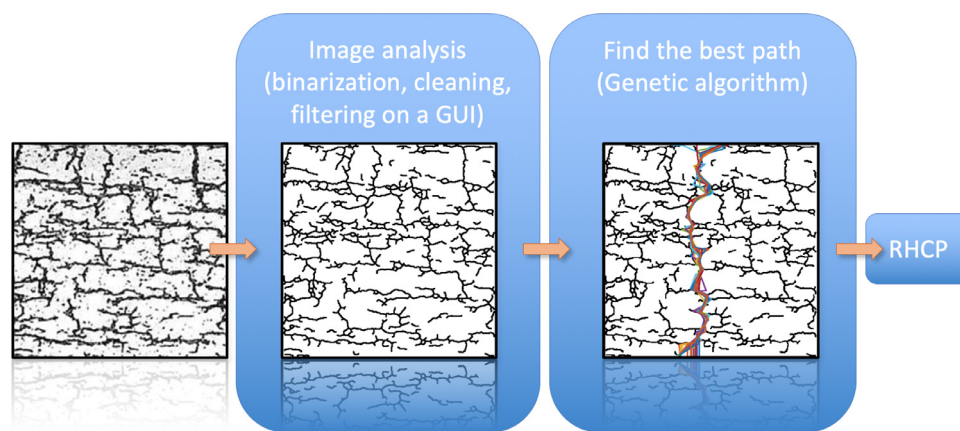 Image analysis
(binarization, cleaning,
filtering on a GUI)
Find the best path
(Genetic algorithm)
RHCP